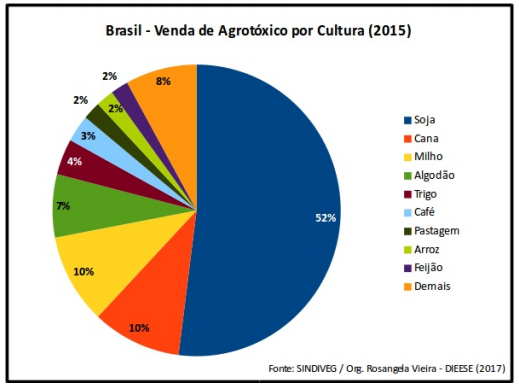 Brasil - Venda de Agrotóxico por Cultura (2015)
2%
8%
2%
2%
3%
4%
7%
10%
10%
52%
Soja
Cana
Milho
Algodão
Trigo
Café
Pastagem
Arroz
Feijão
Demais
Fonte: SINDIVEG / Org. Rosangela Vieira - DIEESE (2017)